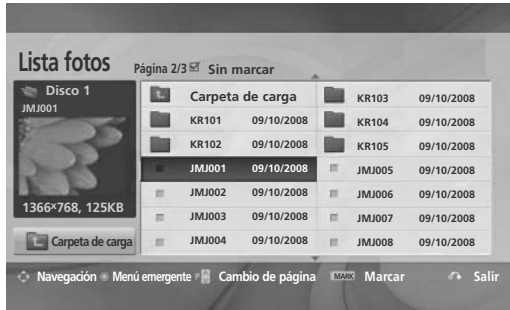 Lista fotos
Página 2/3 Sin marcar
Disco 1
JMJ001
1366×768, 125KB
Carpeta de carga
Carpeta de carga
KR101 09/10/2008
KR102 09/10/2008
JMJ001 09/10/2008
JMJ002 09/10/2008
JMJ003 09/10/2008
JMJ004 09/10/2008
KR103 09/10/2008
KR104 09/10/2008
KR105 09/10/2008
JMJ005 09/10/2008
JMJ006 09/10/2008
JMJ007 09/10/2008
JMJ008 09/10/2008
Navegación Menú emergente P Cambio de página MARK Marcar Salir